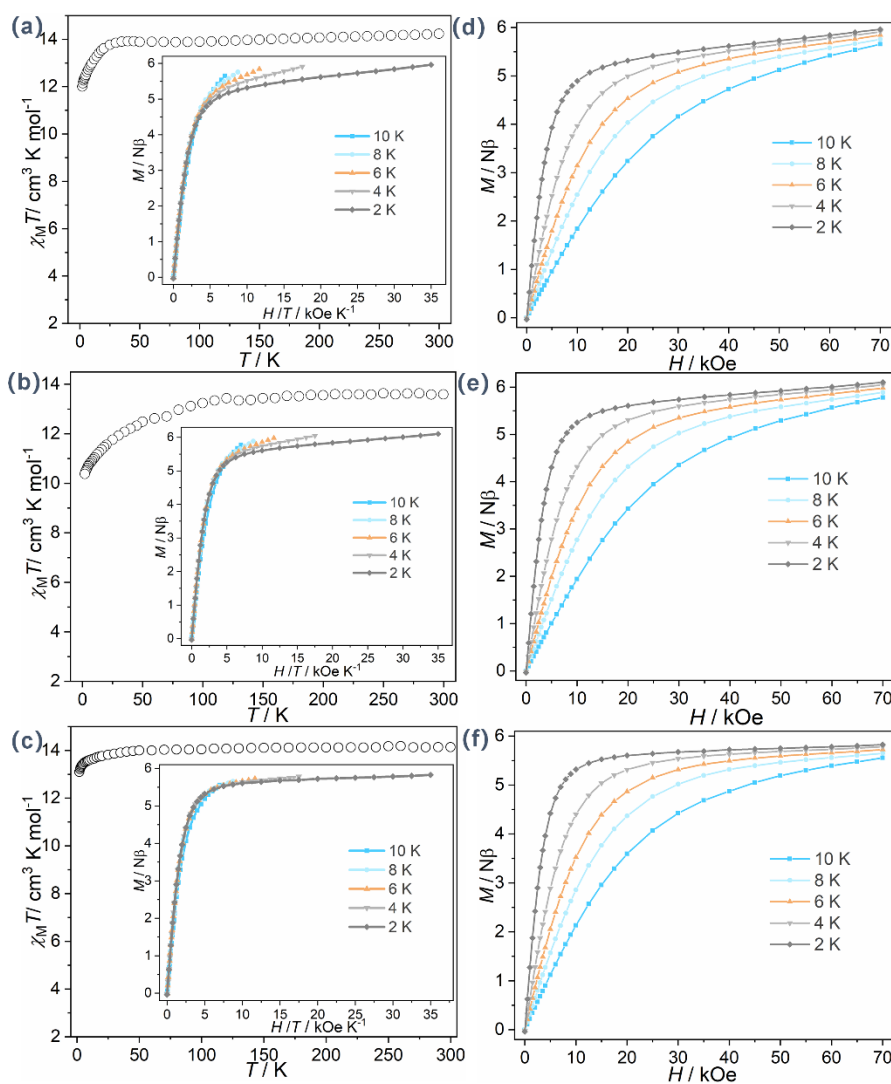 (a)
16
14
12
10
8
6
4
2
0 50 100 150 200 250 300
χMT/ cm³ K mol⁻¹
T / K
6
5
4
3
2
1
0
0 5 10 15 20 25 30 35
M / Nβ
H /T / kOe K⁻¹
10 K
8 K
6 K
4 K
2 K
(d)
6
5
4
3
2
1
0
0 10 20 30 40 50 60 70
M / Nβ
H / kOe
10 K
8 K
6 K
4 K
2 K
(b)
14
12
10
8
6
4
2
0 50 100 150 200 250 300
χMT/ cm³ K mol⁻¹
T / K
6
5
4
3
2
1
0
0 5 10 15 20 25 30 35
M / Nβ
H /T / kOe K⁻¹
10 K
8 K
6 K
4 K
2 K
(e)
6
5
4
3
2
1
0
0 10 20 30 40 50 60 70
M / Nβ
H / kOe
10 K
8 K
6 K
4 K
2 K
(c)
14
12
10
8
6
4
2
0 50 100 150 200 250 300
χMT/ cm³ K mol⁻¹
T / K
6
5
4
3
2
1
0
0 5 10 15 20 25 30 35
M / Nβ
H /T / kOe K⁻¹
10 K
8 K
6 K
4 K
2 K
(f)
6
5
4
3
2
1
0
0 10 20 30 40 50 60 70
M / Nβ
H / kOe
10 K
8 K
6 K
4 K
2 K